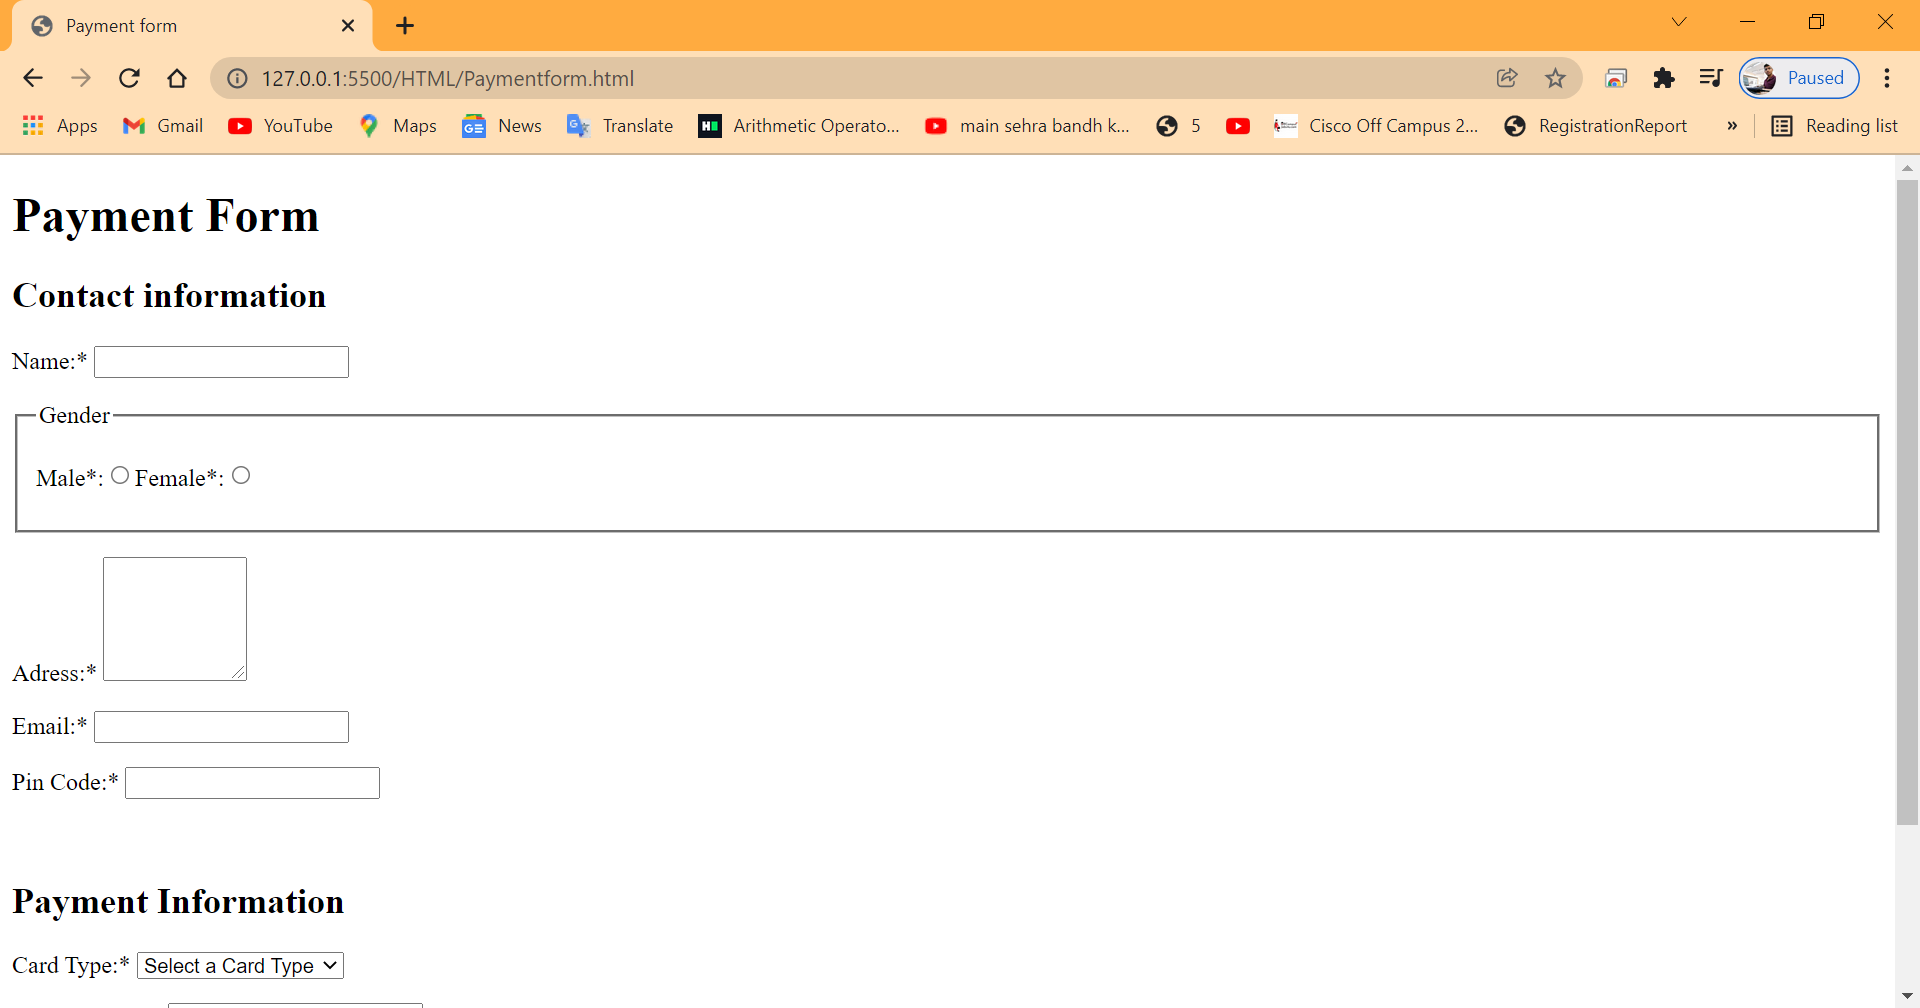 Payment form
127.0.0.1:5500/HTML/Paymentform.html
Paused
Apps Gmail YouTube Maps News Translate Arithmetic Operato... main sehra bandh k... 5 Cisco Off Campus 2... RegistrationReport » Reading list
Payment Form
Contact information
Name:*
Gender
Male*: Female*:
Adress:*
Email:*
Pin Code:*
Payment Information
Card Type:* Select a Card Type